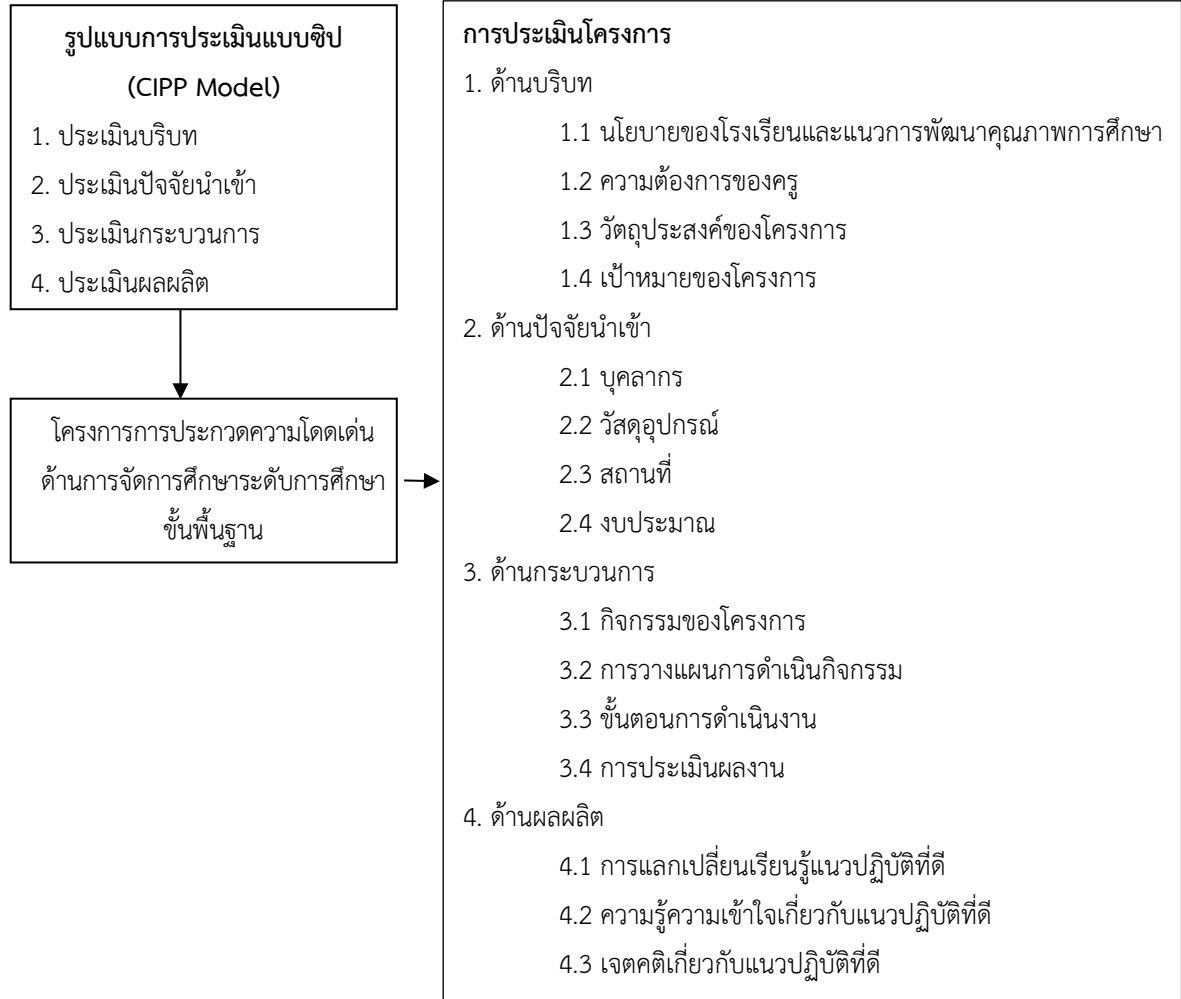 รูปแบบการประเมินแบบซิป
(CIPP Model)
1. ประเมินบริบท
2. ประเมินปัจจัยนำเข้า
3. ประเมินกระบวนการ
4. ประเมินผลผลิต
โครงการการประกวดความโดดเด่น
ด้านการจัดการศึกษาระดับการศึกษา
ขั้นพื้นฐาน
การประเมินโครงการ
1. ด้านบริบท
1.1 นโยบายของโรงเรียนและแนวการพัฒนาคุณภาพการศึกษา
1.2 ความต้องการของครู
1.3 วัตถุประสงค์ของโครงการ
1.4 เป้าหมายของโครงการ
2. ด้านปัจจัยนำเข้า
2.1 บุคลากร
2.2 วัสดุอุปกรณ์
2.3 สถานที่
2.4 งบประมาณ
3. ด้านกระบวนการ
3.1 กิจกรรมของโครงการ
3.2 การวางแผนการดำเนินกิจกรรม
3.3 ขั้นตอนการดำเนินงาน
3.4 การประเมินผลงาน
4. ด้านผลผลิต
4.1 การแลกเปลี่ยนเรียนรู้แนวปฏิบัติที่ดี
4.2 ความรู้ความเข้าใจเกี่ยวกับแนวปฏิบัติที่ดี
4.3 เจตคติเกี่ยวกับแนวปฏิบัติที่ดี